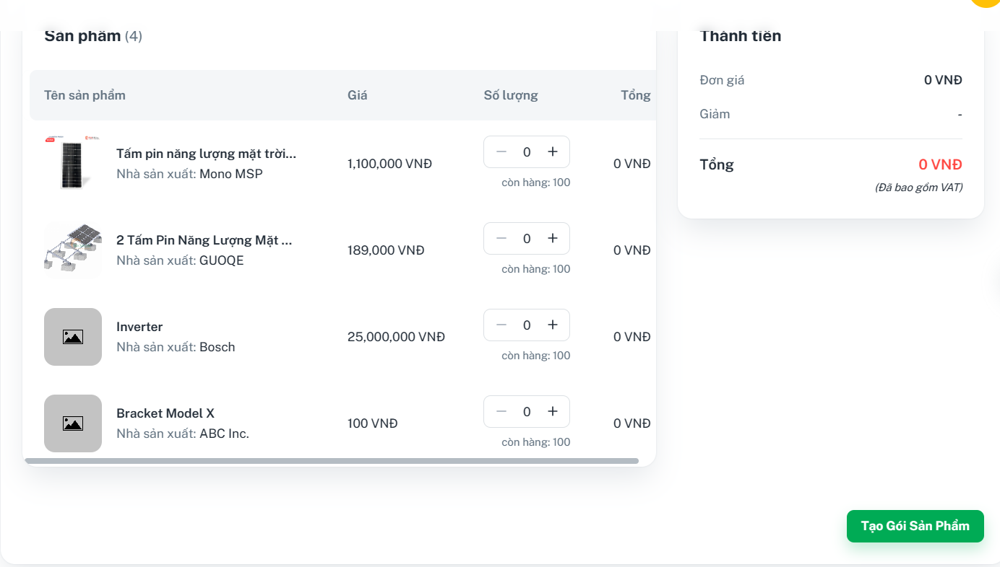 Sản phẩm (4)
Tên sản phẩm Giá Số lượng Tổng
Tấm pin năng lượng mặt trời...
Nhà sản xuất: Mono MSP
1,100,000 VNĐ
0
còn hàng: 100
0 VNĐ
2 Tấm Pin Năng Lượng Mặt ...
Nhà sản xuất: GUOQE
189,000 VNĐ
0
còn hàng: 100
0 VNĐ
Inverter
Nhà sản xuất: Bosch
25,000,000 VNĐ
0
còn hàng: 100
0 VNĐ
Bracket Model X
Nhà sản xuất: ABC Inc.
100 VNĐ
0
còn hàng: 100
0 VNĐ
Thành tiền
Đơn giá 0 VNĐ
Giảm -
Tổng 0 VNĐ
(Đã bao gồm VAT)
Tạo Gói Sản Phẩm